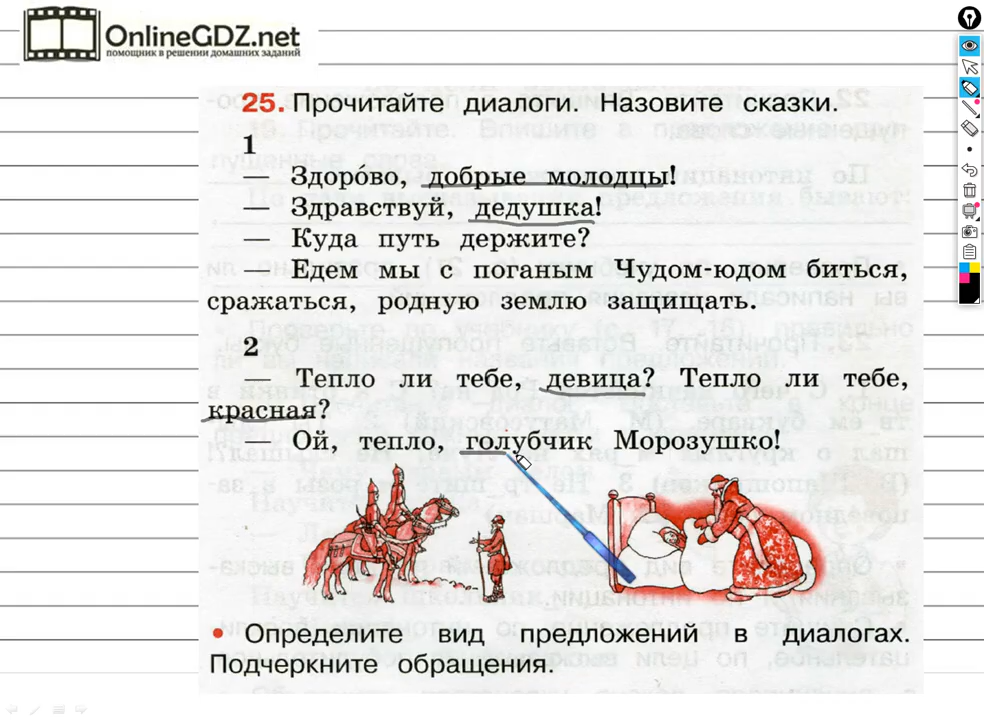 OnlineGDZ.net
помощник в решении домашних заданий
25. Прочитайте диалоги. Назовите сказки.
1
— Здоро́во, добрые молодцы!
— Здравствуй, дедушка!
— Куда путь держите?
— Едем мы с поганым Чудом-юдом биться,
сражаться, родную землю защищать.
2
— Тепло ли тебе, девица? Тепло ли тебе,
красная?
— Ой, тепло, голубчик Морозушко!
• Определите вид предложений в диалогах.
Подчеркните обращения.